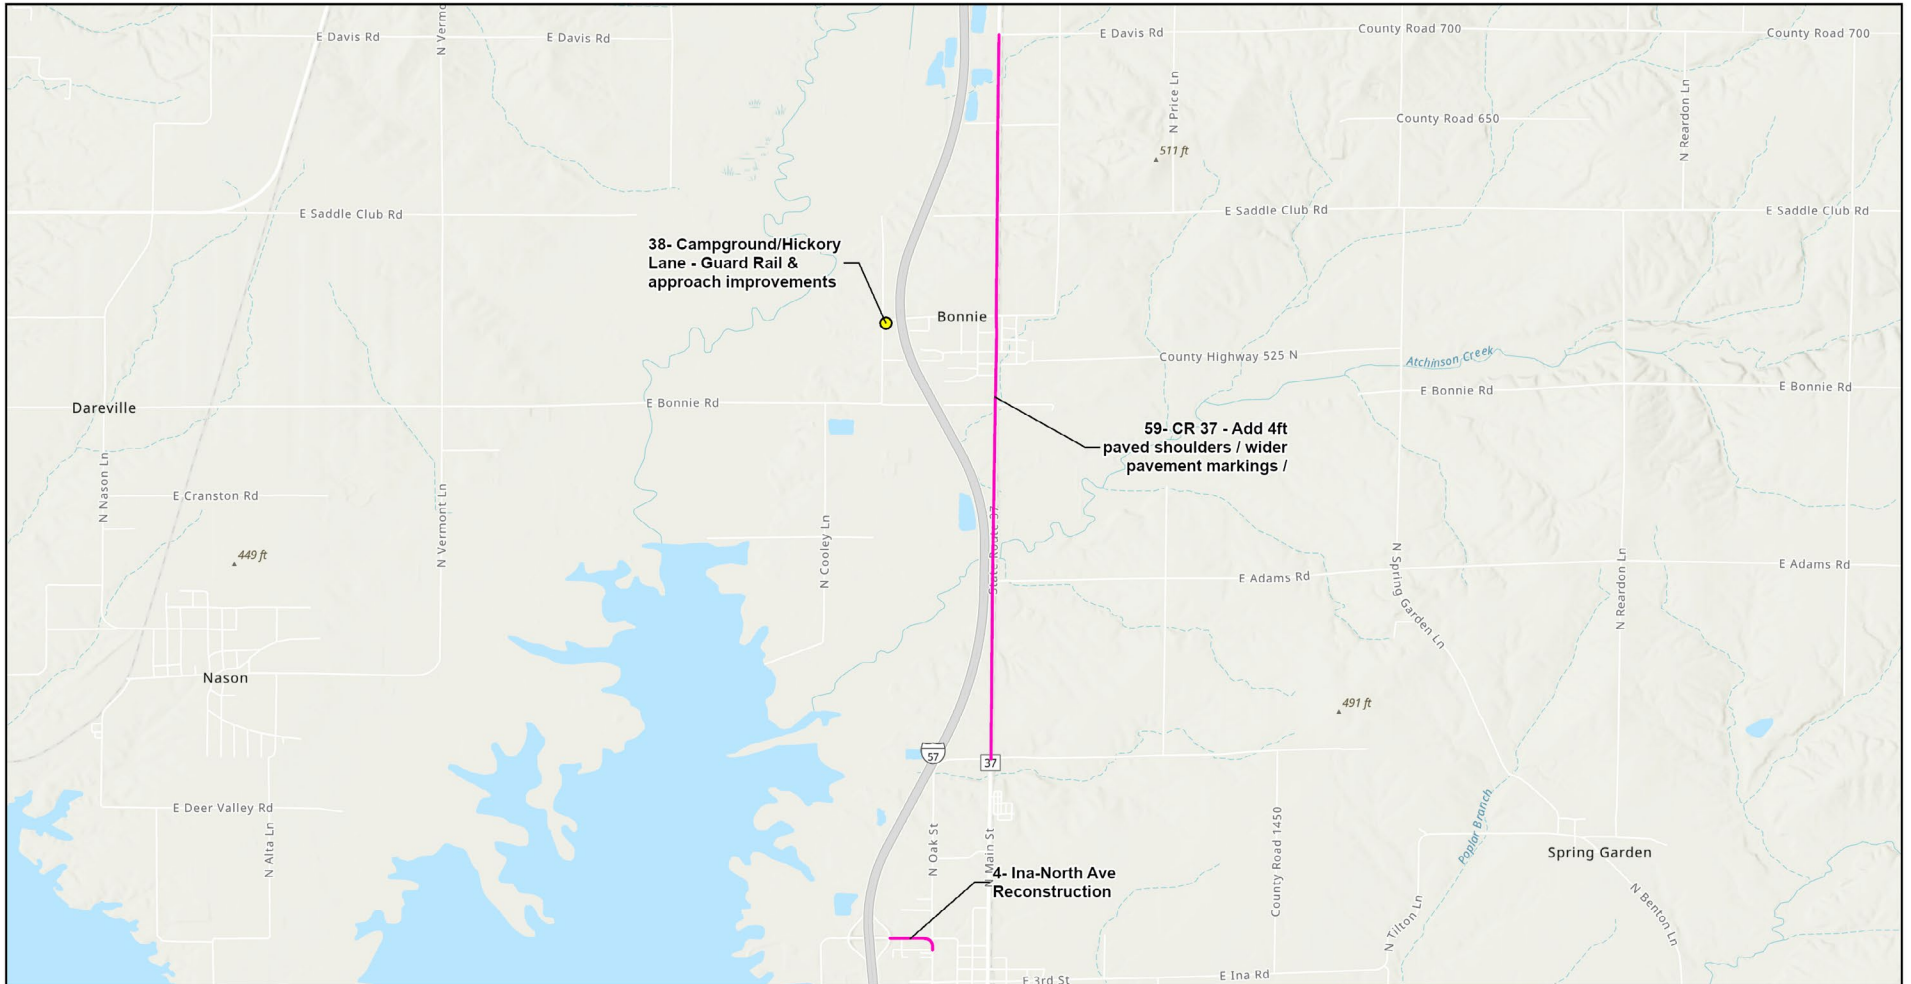 N Vermo
E Davis Rd
E Davis Rd
E Davis Rd
County Road 700
County Road 700
N Price Ln
N Reardon Ln
County Road 650
511 ft
E Saddle Club Rd
E Saddle Club Rd
E Saddle Club Rd
38- Campground/Hickory
Lane - Guard Rail &
approach improvements
Bonnie
County Highway 525 N
Atchinson Creek
E Bonnie Rd
E Bonnie Rd
E Bonnie Rd
Dareville
59- CR 37 - Add 4ft
paved shoulders / wider
pavement markings /
N Nason Ln
E Cranston Rd
N Vermont Ln
N Cooley Ln
State Route 37
449 ft
E Adams Rd
E Adams Rd
N Spring Garden Ln
N Reardon Ln
Nason
491 ft
57
37
E Deer Valley Rd
N Alta Ln
N Oak St
N Main St
County Road 1450
Poplar Branch
Spring Garden
4- Ina-North Ave
Reconstruction
N Tilton Ln
N Benton Ln
E 3rd St
E Ina Rd